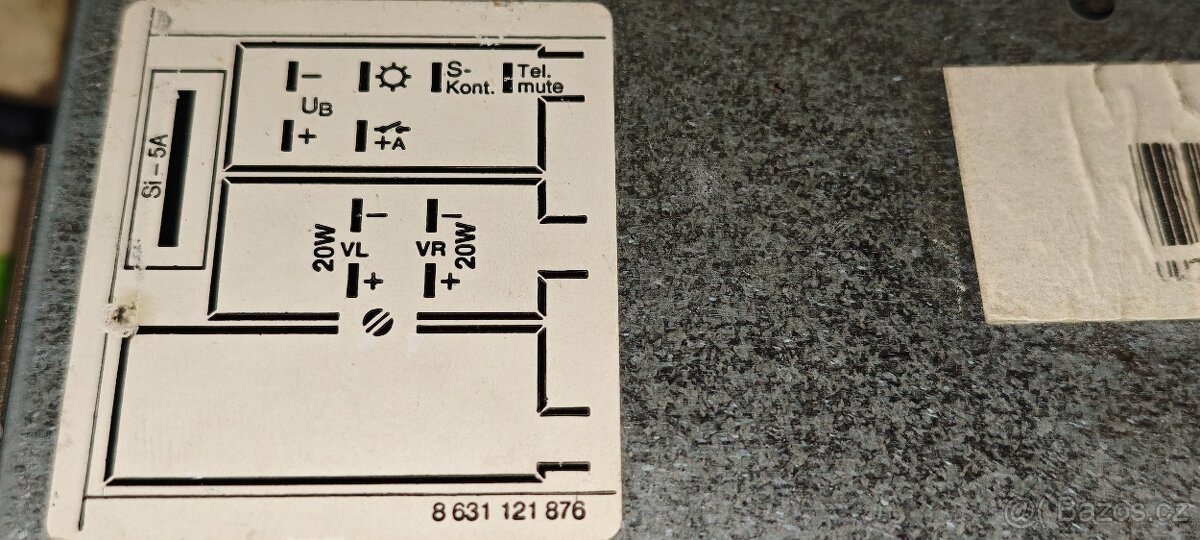 Si-5A
−
S-Kont.
Tel. mute
UB
+
+A
20W
− −
VL VR
20W
+ +
8 631 121 876
© Bazos.cz